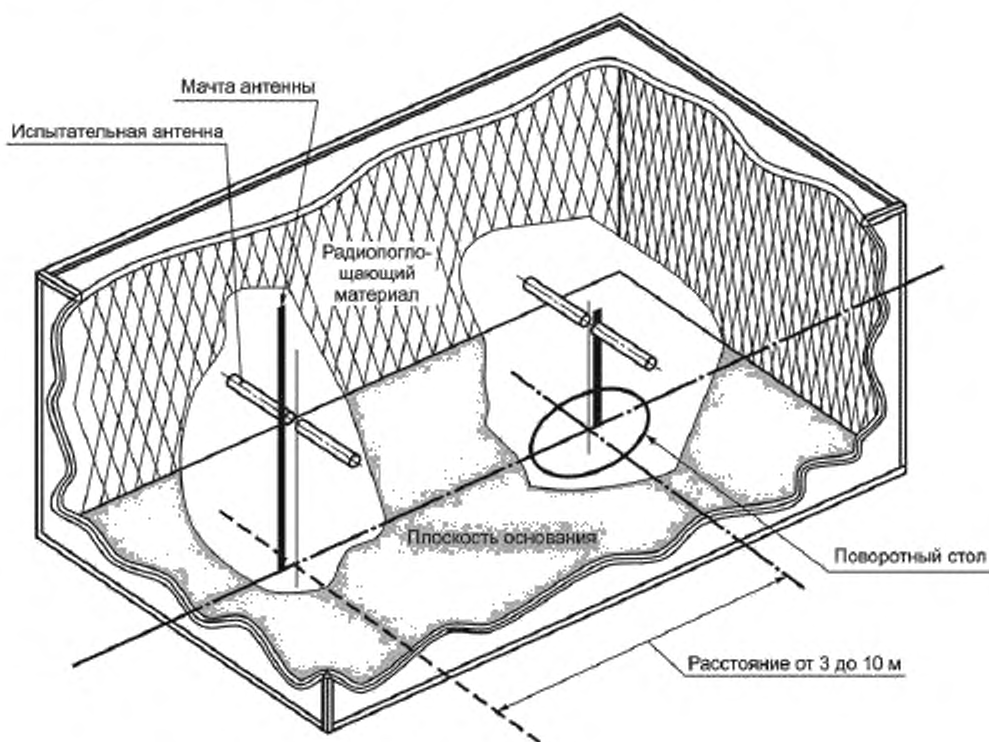 Мачта антенны
Испытательная антенна
Радиопогло-
щающий
материал
Плоскость основания
Поворотный стол
Расстояние от 3 до 10 м